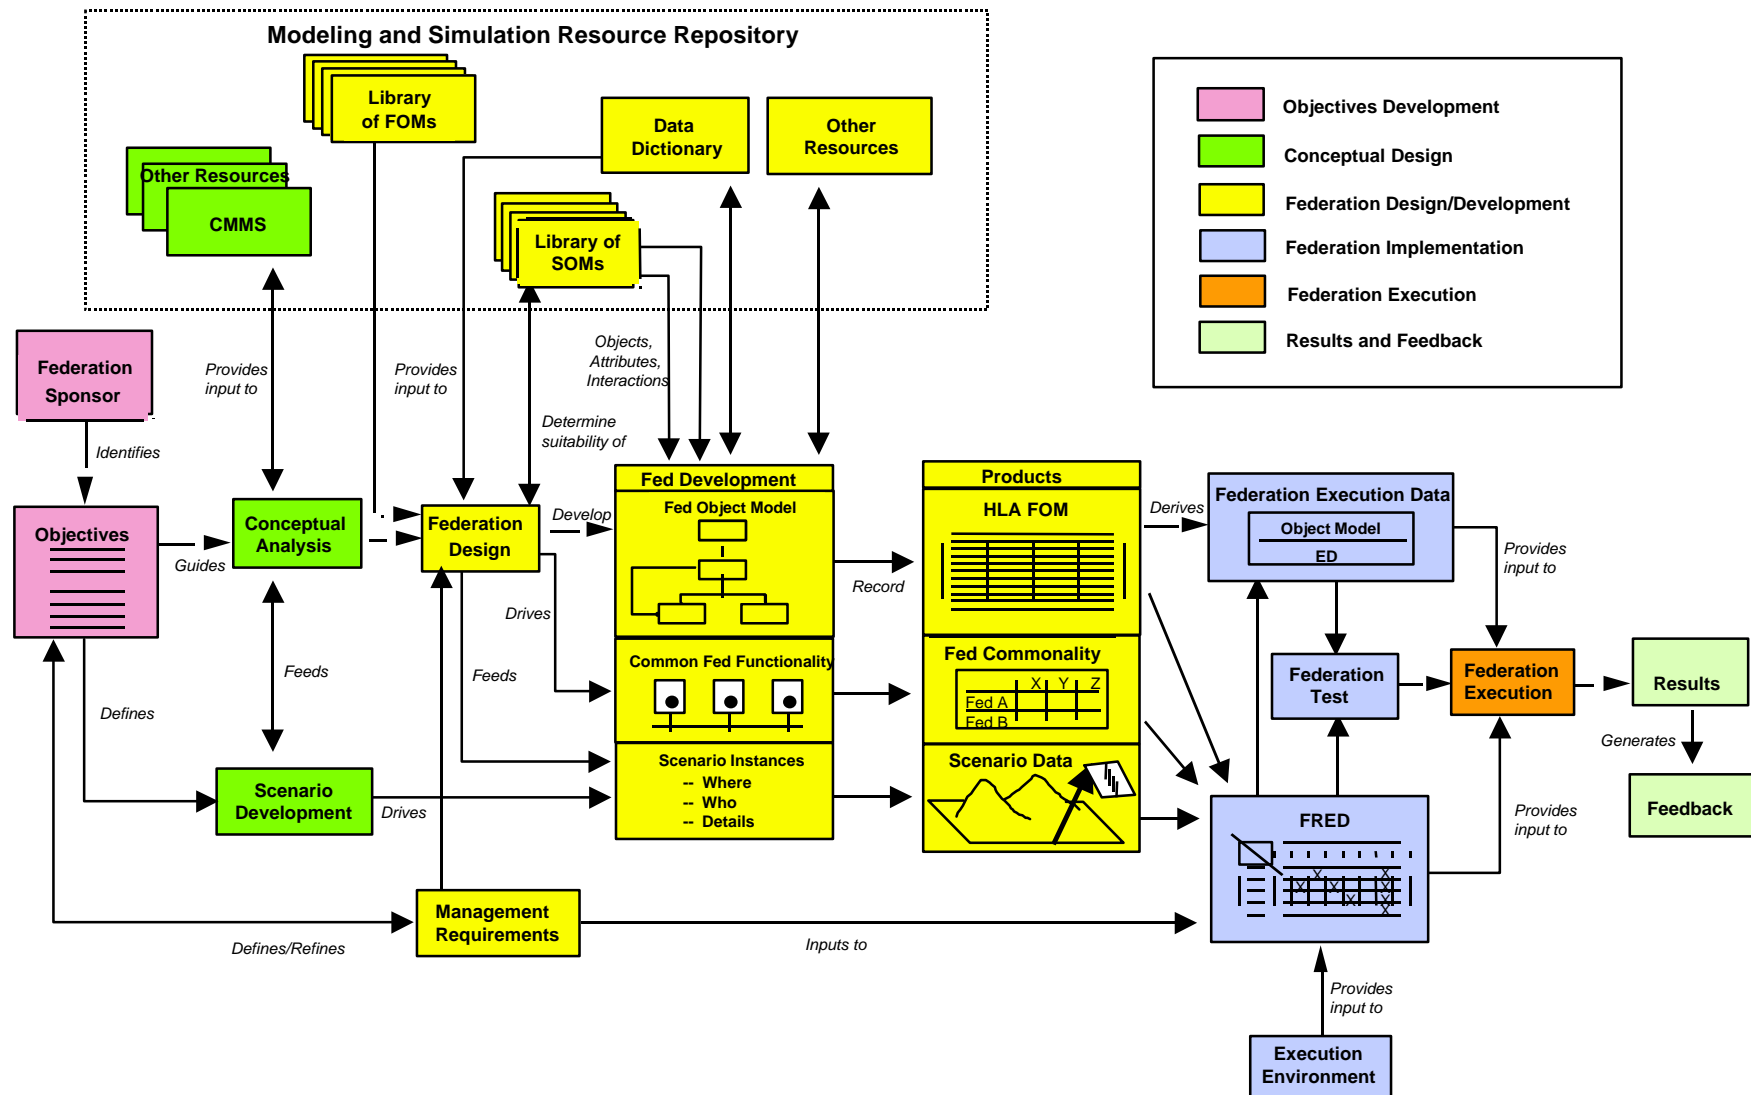 Modeling and Simulation Resource Repository
Library
of FOMs
Data
Dictionary
Other
Resources
Other Resources
CMMS
Library of
SOMs
Objectives Development
Conceptual Design
Federation Design/Development
Federation Implementation
Federation Execution
Results and Feedback
Federation
Sponsor
Identifies
Provides
input to
Provides
input to
Objects,
Attributes,
Interactions
Determine
suitability of
Objectives
Guides
Conceptual
Analysis
Federation
Design
Develop
Fed Development
Fed Object Model
Products
HLA FOM
Derives
Federation Execution Data
Object Model
ED
Provides
input to
Record
Drives
Feeds
Feeds
Defines
Common Fed Functionality
Fed Commonality
X Y Z
Fed A
Fed B
Federation
Test
Federation
Execution
Results
Generates
Feedback
Scenario
Development
Drives
Scenario Instances
-- Where
-- Who
-- Details
Scenario Data
FRED
X X
X X X
X X
X
Provides
input to
Management
Requirements
Defines/Refines
Inputs to
Provides
input to
Execution
Environment